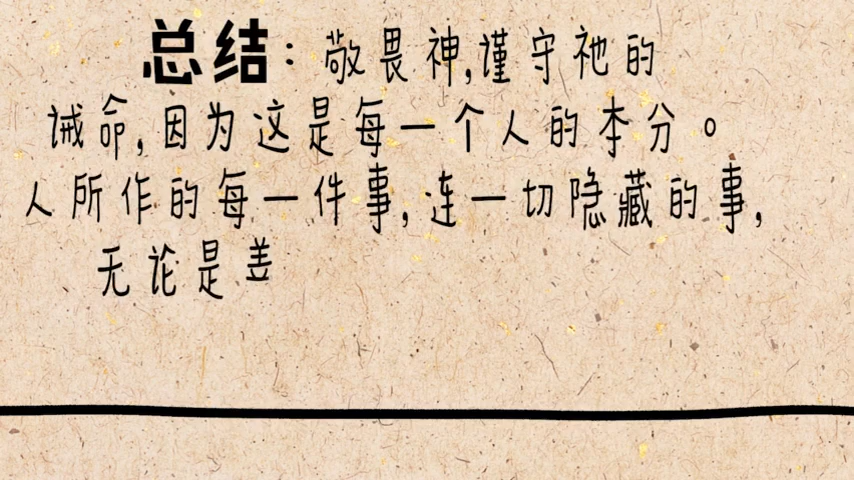 总结：敬畏神,谨守祂的
诫命,因为这是每一个人的本分。
人所作的每一件事,连一切隐藏的事,
无论是